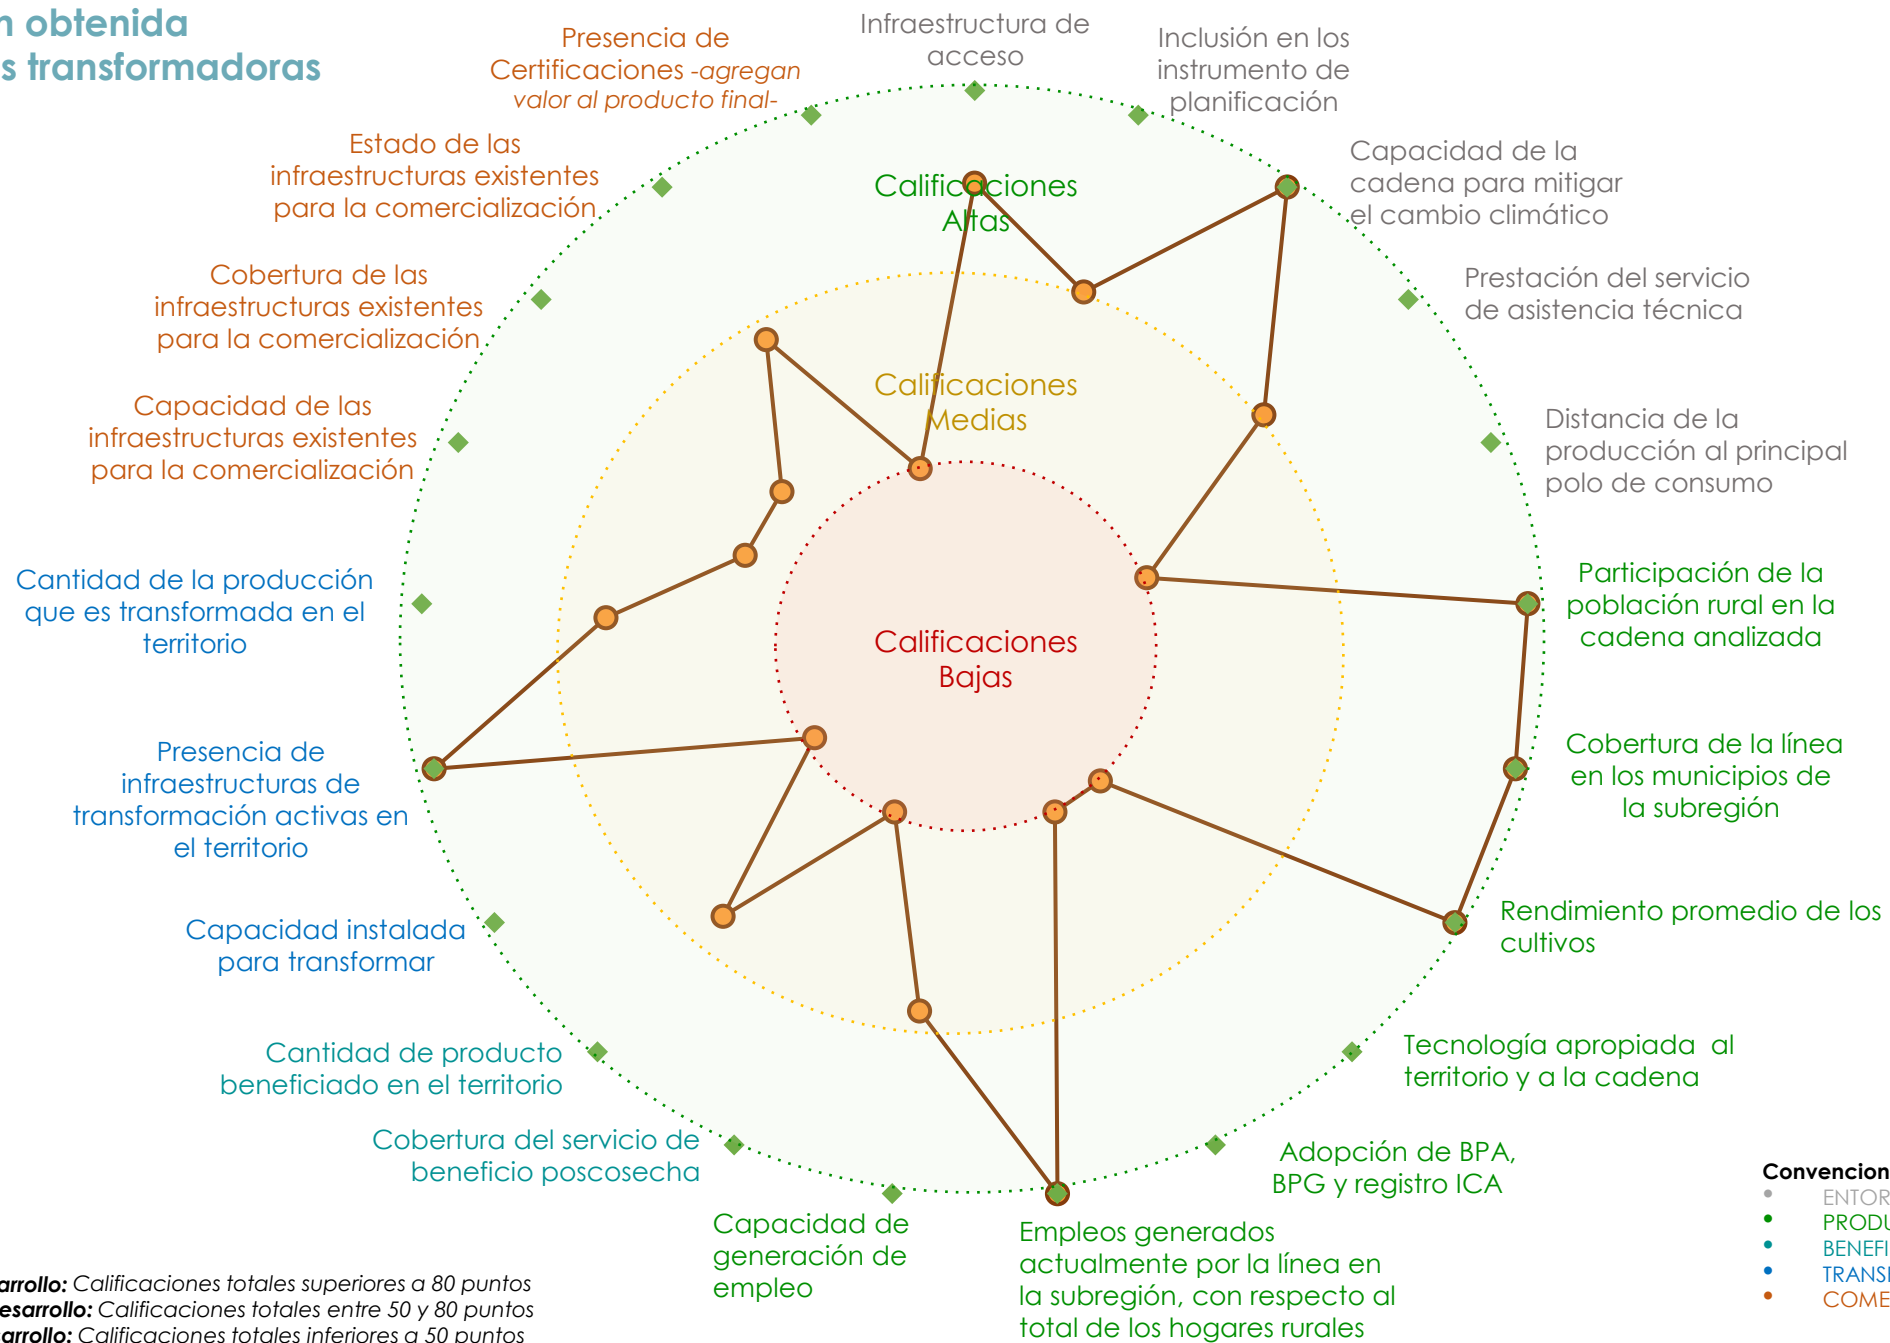 n obtenida
s transformadoras
Presencia de
Certificaciones -agregan
valor al producto final-
Infraestructura de
acceso
Inclusión en los
instrumento de
planificación
Estado de las
infraestructuras existentes
para la comercialización
Capacidad de la
cadena para mitigar
el cambio climático
Calificaciones
Altas
Cobertura de las
infraestructuras existentes
para la comercialización
Prestación del servicio
de asistencia técnica
Calificaciones
Medias
Capacidad de las
infraestructuras existentes
para la comercialización
Distancia de la
producción al principal
polo de consumo
Cantidad de la producción
que es transformada en el
territorio
Participación de la
población rural en la
cadena analizada
Calificaciones
Bajas
Presencia de
infraestructuras de
transformación activas en
el territorio
Cobertura de la línea
en los municipios de
la subregión
Capacidad instalada
para transformar
Rendimiento promedio de los
cultivos
Cantidad de producto
beneficiado en el territorio
Tecnología apropiada al
territorio y a la cadena
Cobertura del servicio de
beneficio poscosecha
Adopción de BPA,
BPG y registro ICA
Capacidad de
generación de
empleo
Empleos generados
actualmente por la línea en
la subregión, con respecto al
total de los hogares rurales
Convencion
• ENTOR
• PRODU
• BENEFI
• TRANSI
• COME
arrollo: Calificaciones totales superiores a 80 puntos
esarrollo: Calificaciones totales entre 50 y 80 puntos
arrollo: Calificaciones totales inferiores a 50 puntos